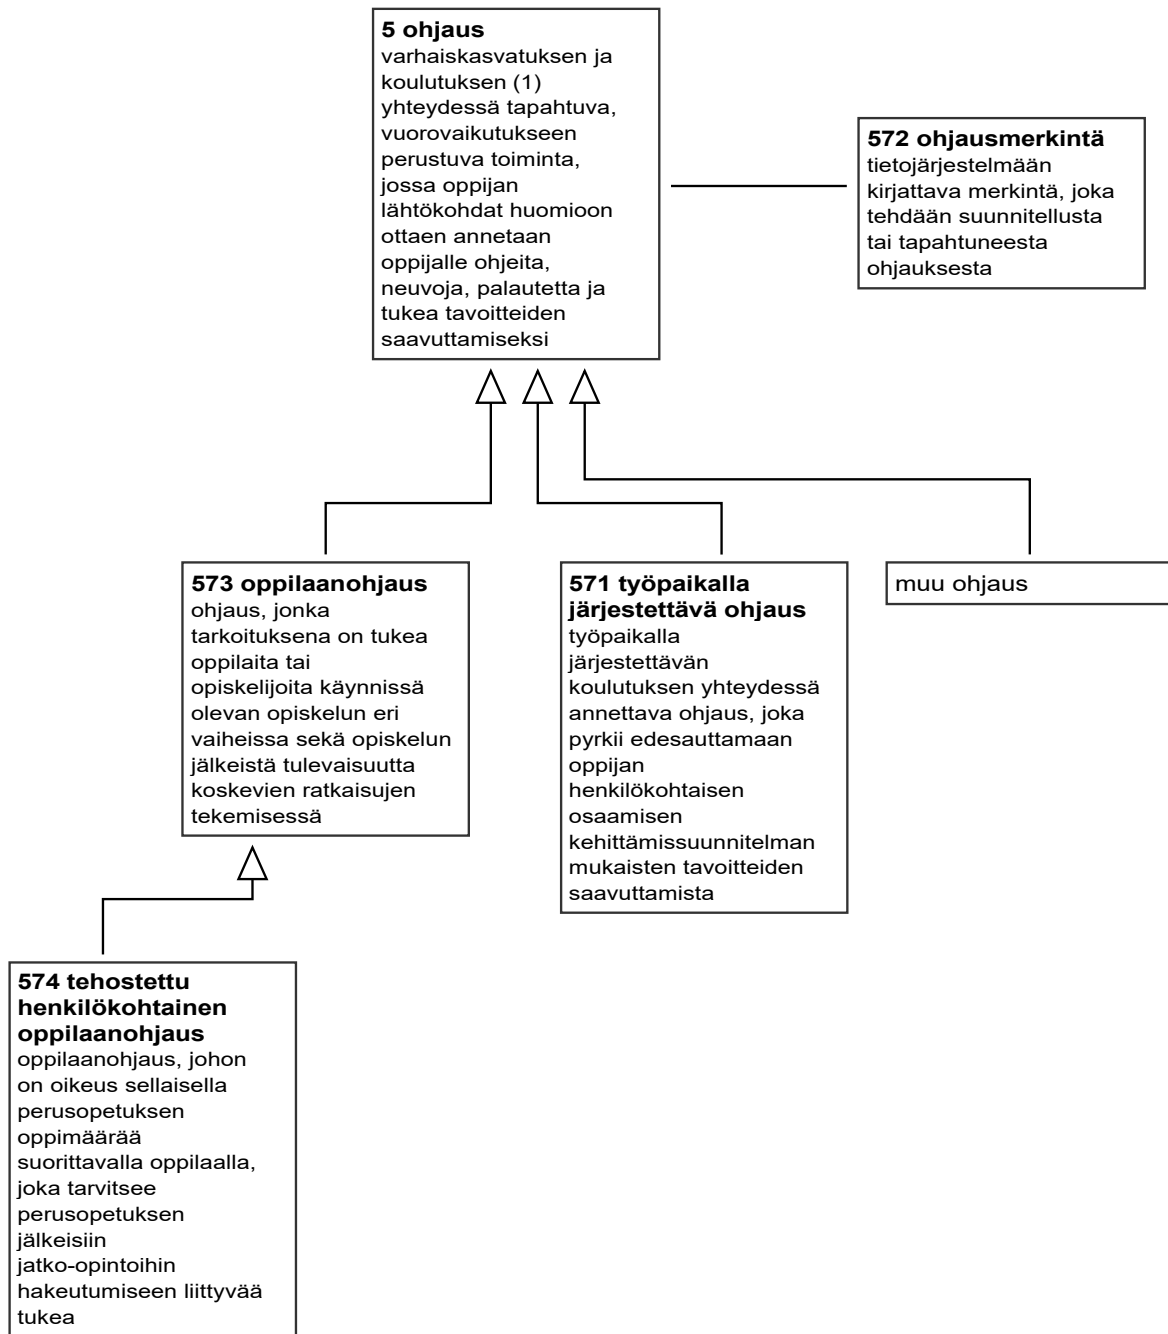 5 ohjaus
varhaiskasvatuksen ja
koulutuksen (1)
yhteydessä tapahtuva,
vuorovaikutukseen
perustuva toiminta,
jossa oppijan
lähtökohdat huomioon
ottaen annetaan
oppijalle ohjeita,
neuvoja, palautetta ja
tukea tavoitteiden
saavuttamiseksi
572 ohjausmerkintä
tietojärjestelmään
kirjattava merkintä, joka
tehdään suunnitellusta
tai tapahtuneesta
ohjauksesta
573 oppilaanohjaus
ohjaus, jonka
tarkoituksena on tukea
oppilaita tai
opiskelijoita käynnissä
olevan opiskelun eri
vaiheissa sekä opiskelun
jälkeistä tulevaisuutta
koskevien ratkaisujen
tekemisessä
571 työpaikalla
järjestettävä ohjaus
työpaikalla
järjestettävän
koulutuksen yhteydessä
annettava ohjaus, joka
pyrkii edesauttamaan
oppijan
henkilökohtaisen
osaamisen
kehittämissuunnitelman
mukaisten tavoitteiden
saavuttamista
muu ohjaus
574 tehostettu
henkilökohtainen
oppilaanohjaus
oppilaanohjaus, johon
on oikeus sellaisella
perusopetuksen
oppimäärää
suorittavalla oppilaalla,
joka tarvitsee
perusopetuksen
jälkeisiin
jatko-opintoihin
hakeutumiseen liittyvää
tukea